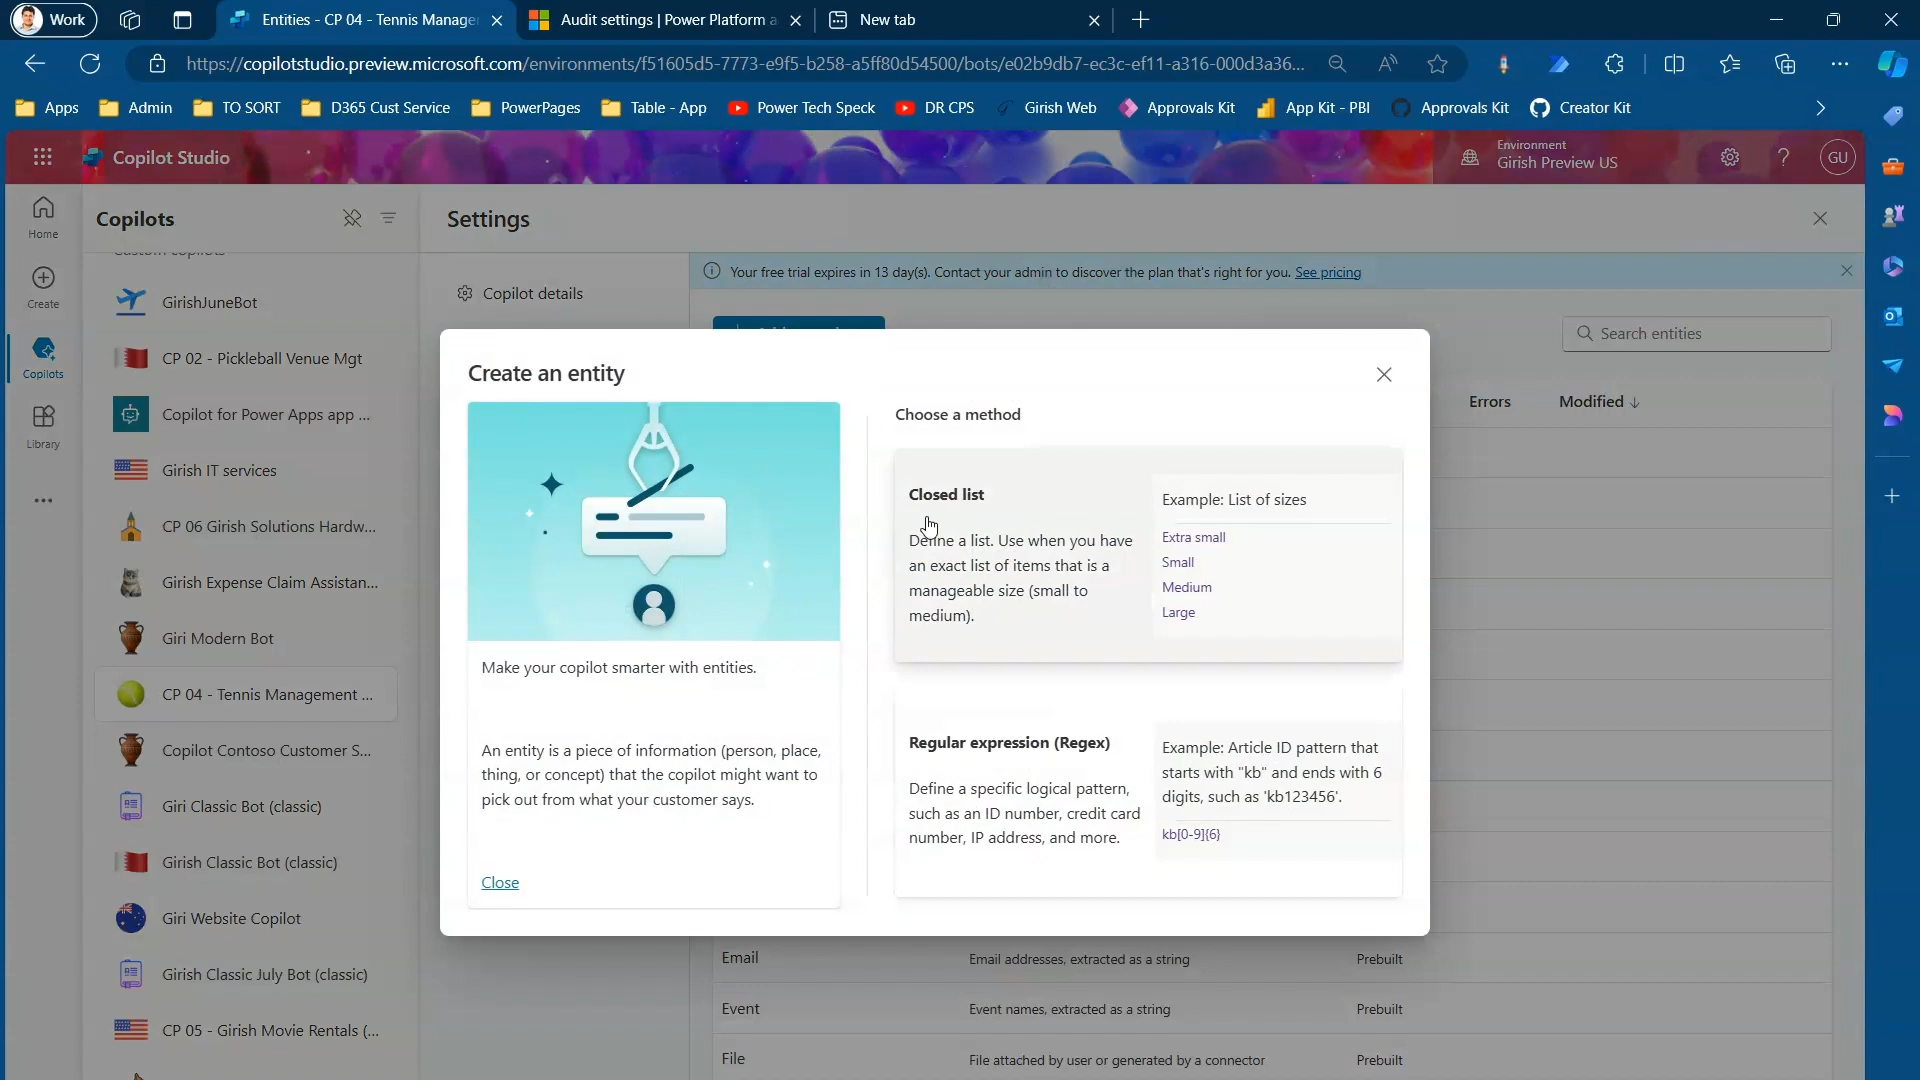 Work
Entities - CP 04 - Tennis Manage
Audit settings | Power Platform a
New tab
https://copilotstudio.preview.microsoft.com/environments/f51605d5-7773-e9f5-b258-a5ff80d54500/bots/e02b9db7-ec3c-ef11-a316-000d3a36...
Apps
Admin
TO SORT
D365 Cust Service
PowerPages
Table - App
Power Tech Speck
DR CPS
Girish Web
Approvals Kit
App Kit - PBI
Approvals Kit
Creator Kit
Copilot Studio
Environment
Girish Preview US
GU
Home
Create
Copilots
Library
Copilots
Custom copilots
GirishJuneBot
CP 02 - Pickleball Venue Mgt
Copilot for Power Apps app ...
Girish IT services
CP 06 Girish Solutions Hardw...
Girish Expense Claim Assistan...
Giri Modern Bot
CP 04 - Tennis Management ...
Copilot Contoso Customer S...
Giri Classic Bot (classic)
Girish Classic Bot (classic)
Giri Website Copilot
Girish Classic July Bot (classic)
CP 05 - Girish Movie Rentals (...
Settings
Copilot details
Your free trial expires in 13 day(s). Contact your admin to discover the plan that's right for you. See pricing
Search entities
Errors
Modified
Create an entity
Make your copilot smarter with entities.
An entity is a piece of information (person, place,
thing, or concept) that the copilot might want to
pick out from what your customer says.
Close
Choose a method
Closed list
Define a list. Use when you have
an exact list of items that is a
manageable size (small to
medium).
Example: List of sizes
Extra small
Small
Medium
Large
Regular expression (Regex)
Define a specific logical pattern,
such as an ID number, credit card
number, IP address, and more.
Example: Article ID pattern that
starts with "kb" and ends with 6
digits, such as 'kb123456'.
kb[0-9]{6}
Email
Email addresses, extracted as a string
Prebuilt
Event
Event names, extracted as a string
Prebuilt
File
File attached by user or generated by a connector
Prebuilt